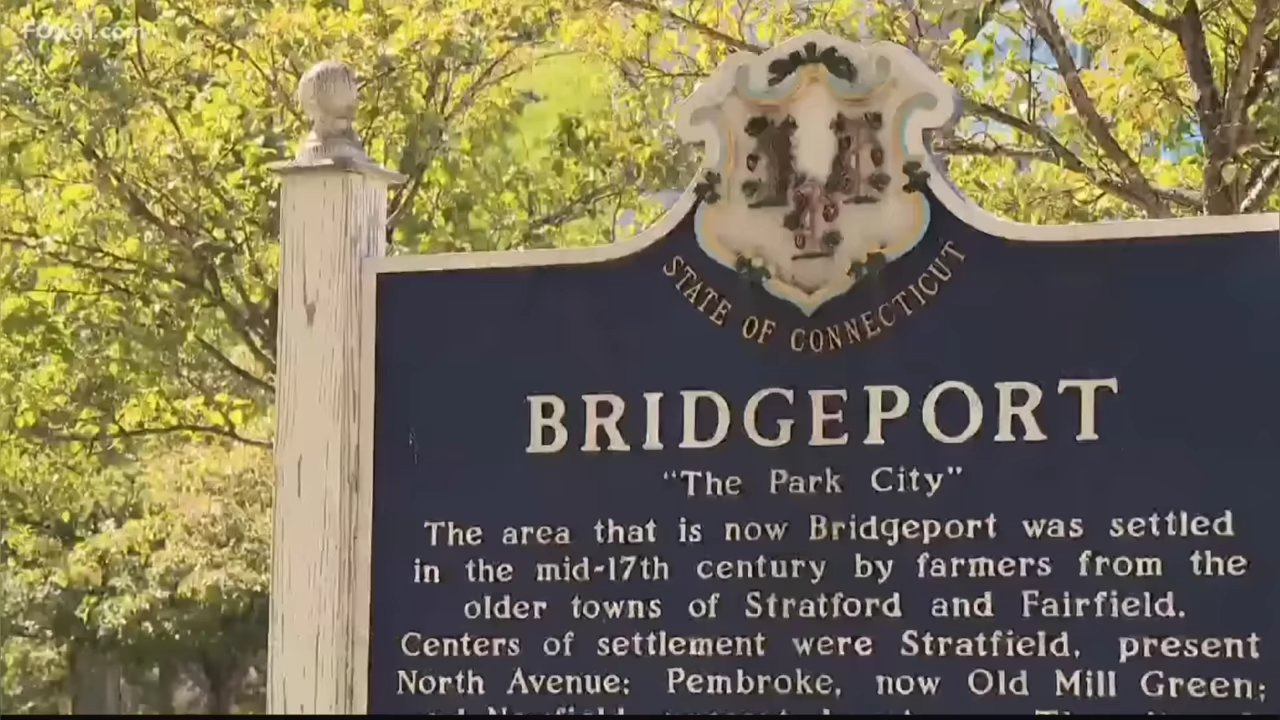 FOX61.com
STATE OF CONNECTICUT
BRIDGEPORT
"The Park City"
The area that is now Bridgeport was settled
in the mid-17th century by farmers from the
older towns of Stratford and Fairfield.
Centers of settlement were Stratfield, present
North Avenue; Pembroke, now Old Mill Green;